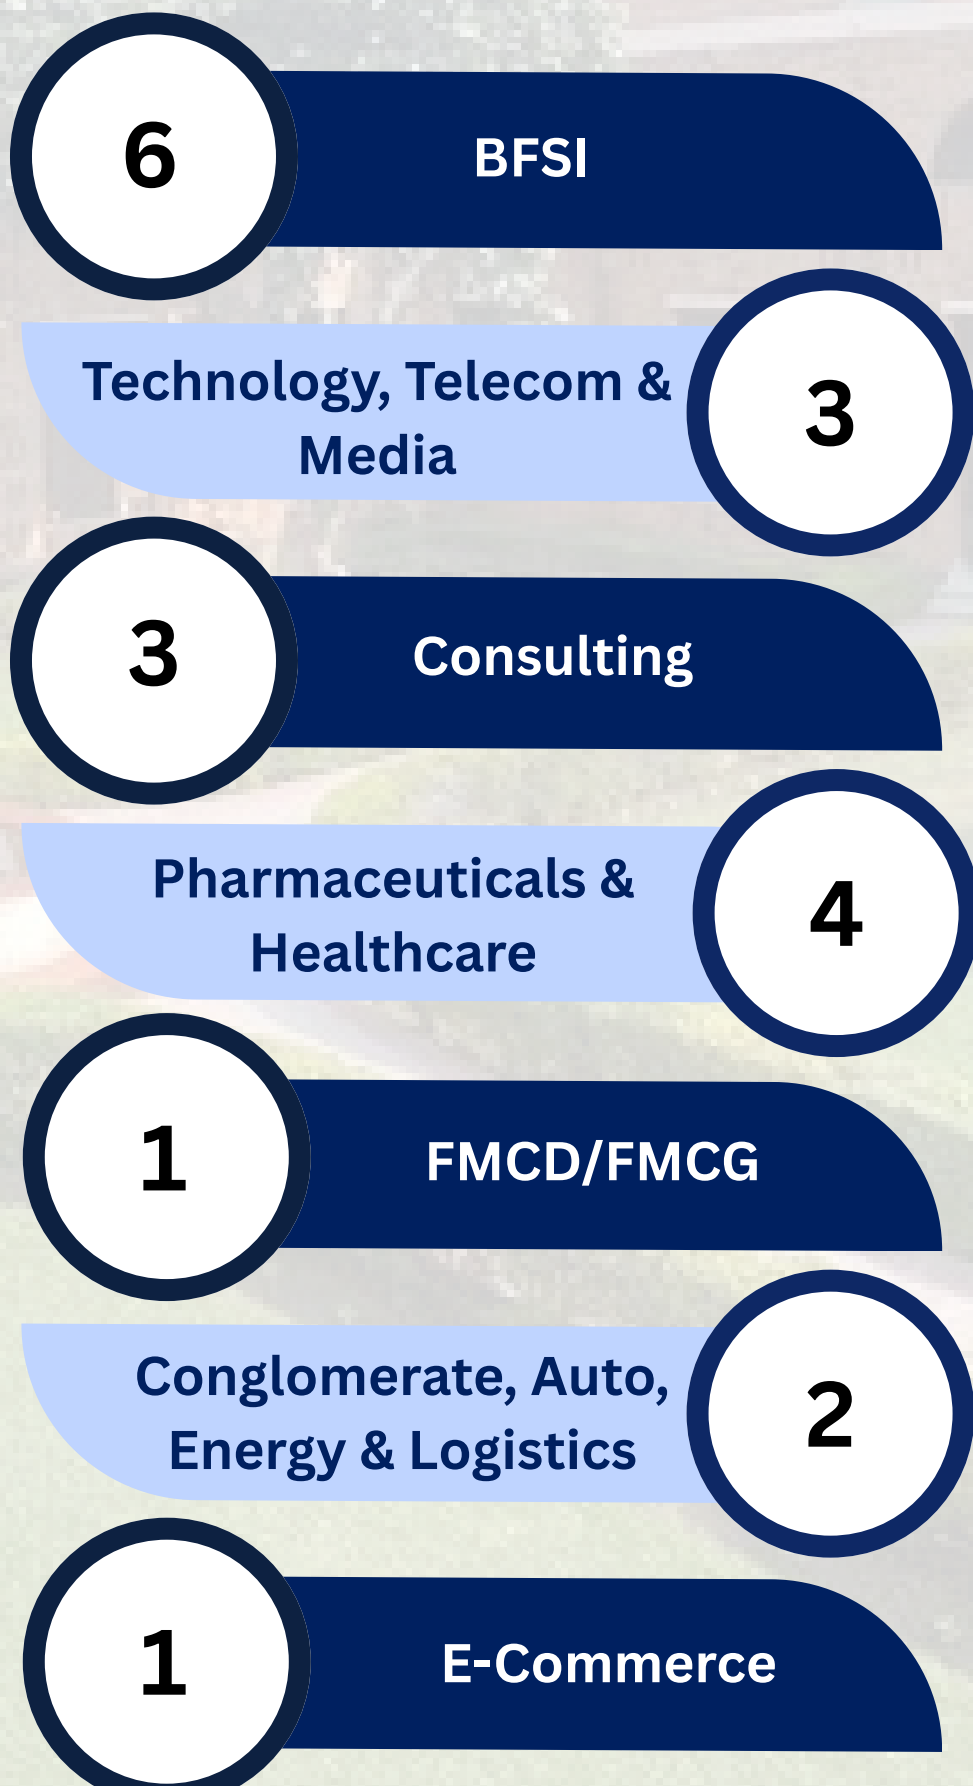 6
BFSI
Technology, Telecom &
Media
3
3
Consulting
Pharmaceuticals &
Healthcare
4
1
FMCD/FMCG
Conglomerate, Auto,
Energy & Logistics
2
1
E-Commerce